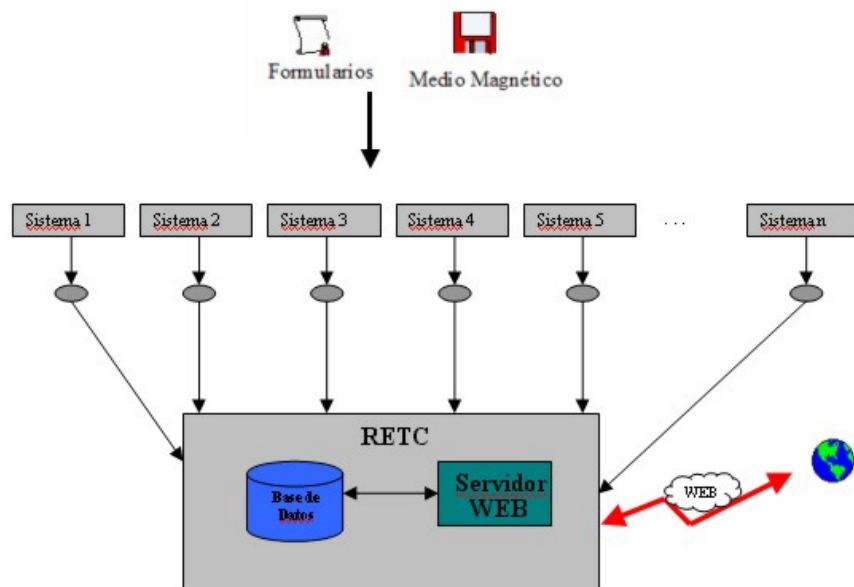 Formularios
Medio Magnético
Sistema 1
Sistema 2
Sistema 3
Sistema 4
Sistema 5
. . .
Sistema n
RETC
Base de
Datos
Servidor
WEB
WEB